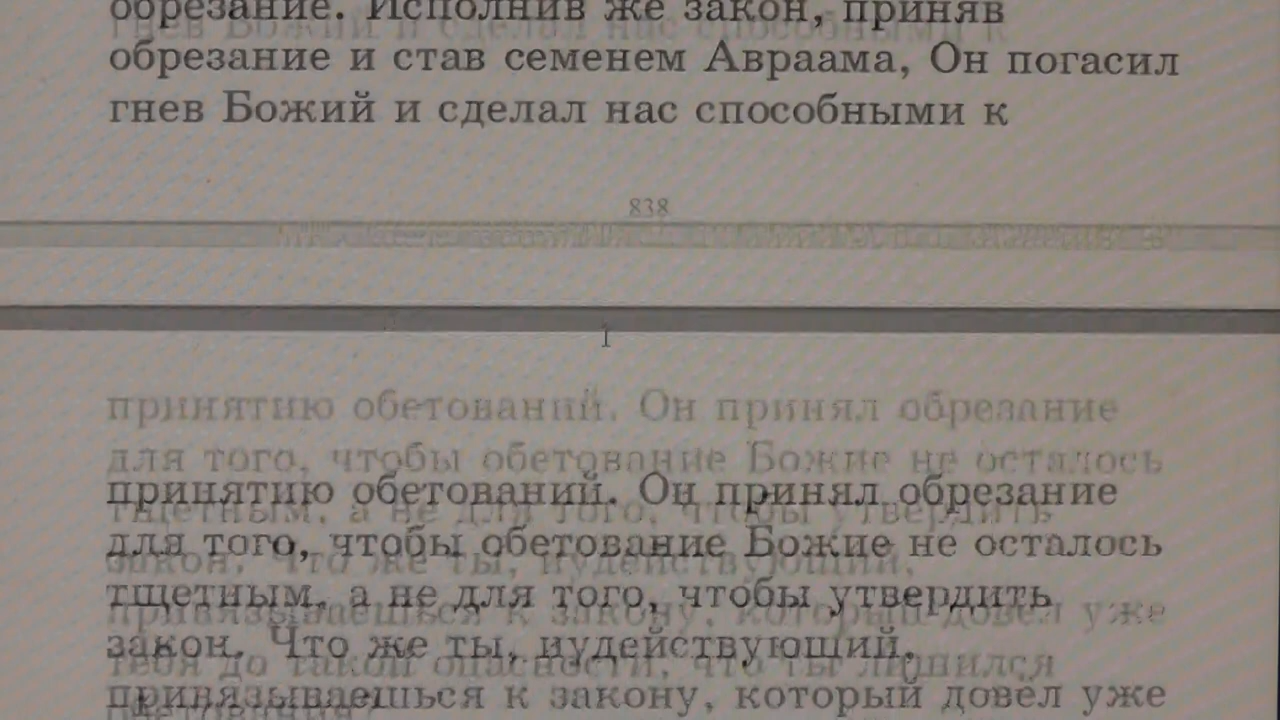 обрезание. Исполнив же закон, приняв
обрезание и став семенем Авраама, Он погасил
гнев Божий и сделал нас способными к
838
принятию обетований. Он принял обрезание
для того, чтобы обетование Божие не осталось
тщетным, а не для того, чтобы утвердить
закон. Что же ты, иудействующий,
привязываешься к закону, который довел уже